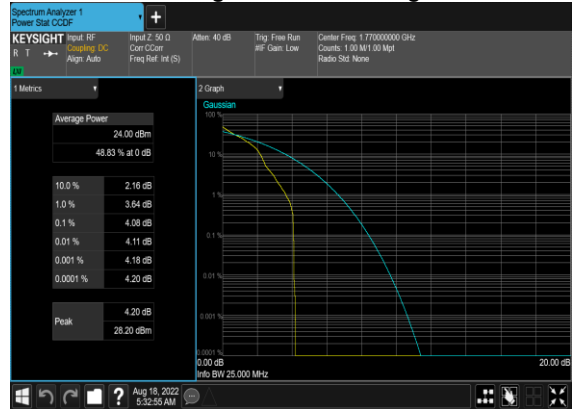 Spectrum Analyzer 1
Power Stat CCDF
KEYSIGHT
R T
LV
Input: RF
Coupling: DC
Align: Auto
Input Z: 50 Ω
Corr CCorr
Freq Ref: Int (S)
Atten: 40 dB
Trig: Free Run
#IF Gain: Low
Center Freq: 1.770000000 GHz
Counts: 1.00 M/1.00 Mpt
Radio Std: None
1 Metrics
Average Power
24.00 dBm
48.83 % at 0 dB
10.0 % 2.16 dB
1.0 % 3.64 dB
0.1 % 4.08 dB
0.01 % 4.11 dB
0.001 % 4.18 dB
0.0001 % 4.20 dB
Peak
4.20 dB
28.20 dBm
2 Graph
Gaussian
100 %
10 %
1 %
0.1 %
0.01 %
0.001 %
0.0001 %
0.00 dB
20.00 dB
Info BW 25.000 MHz
?
Aug 18, 2022
5:32:55 AM